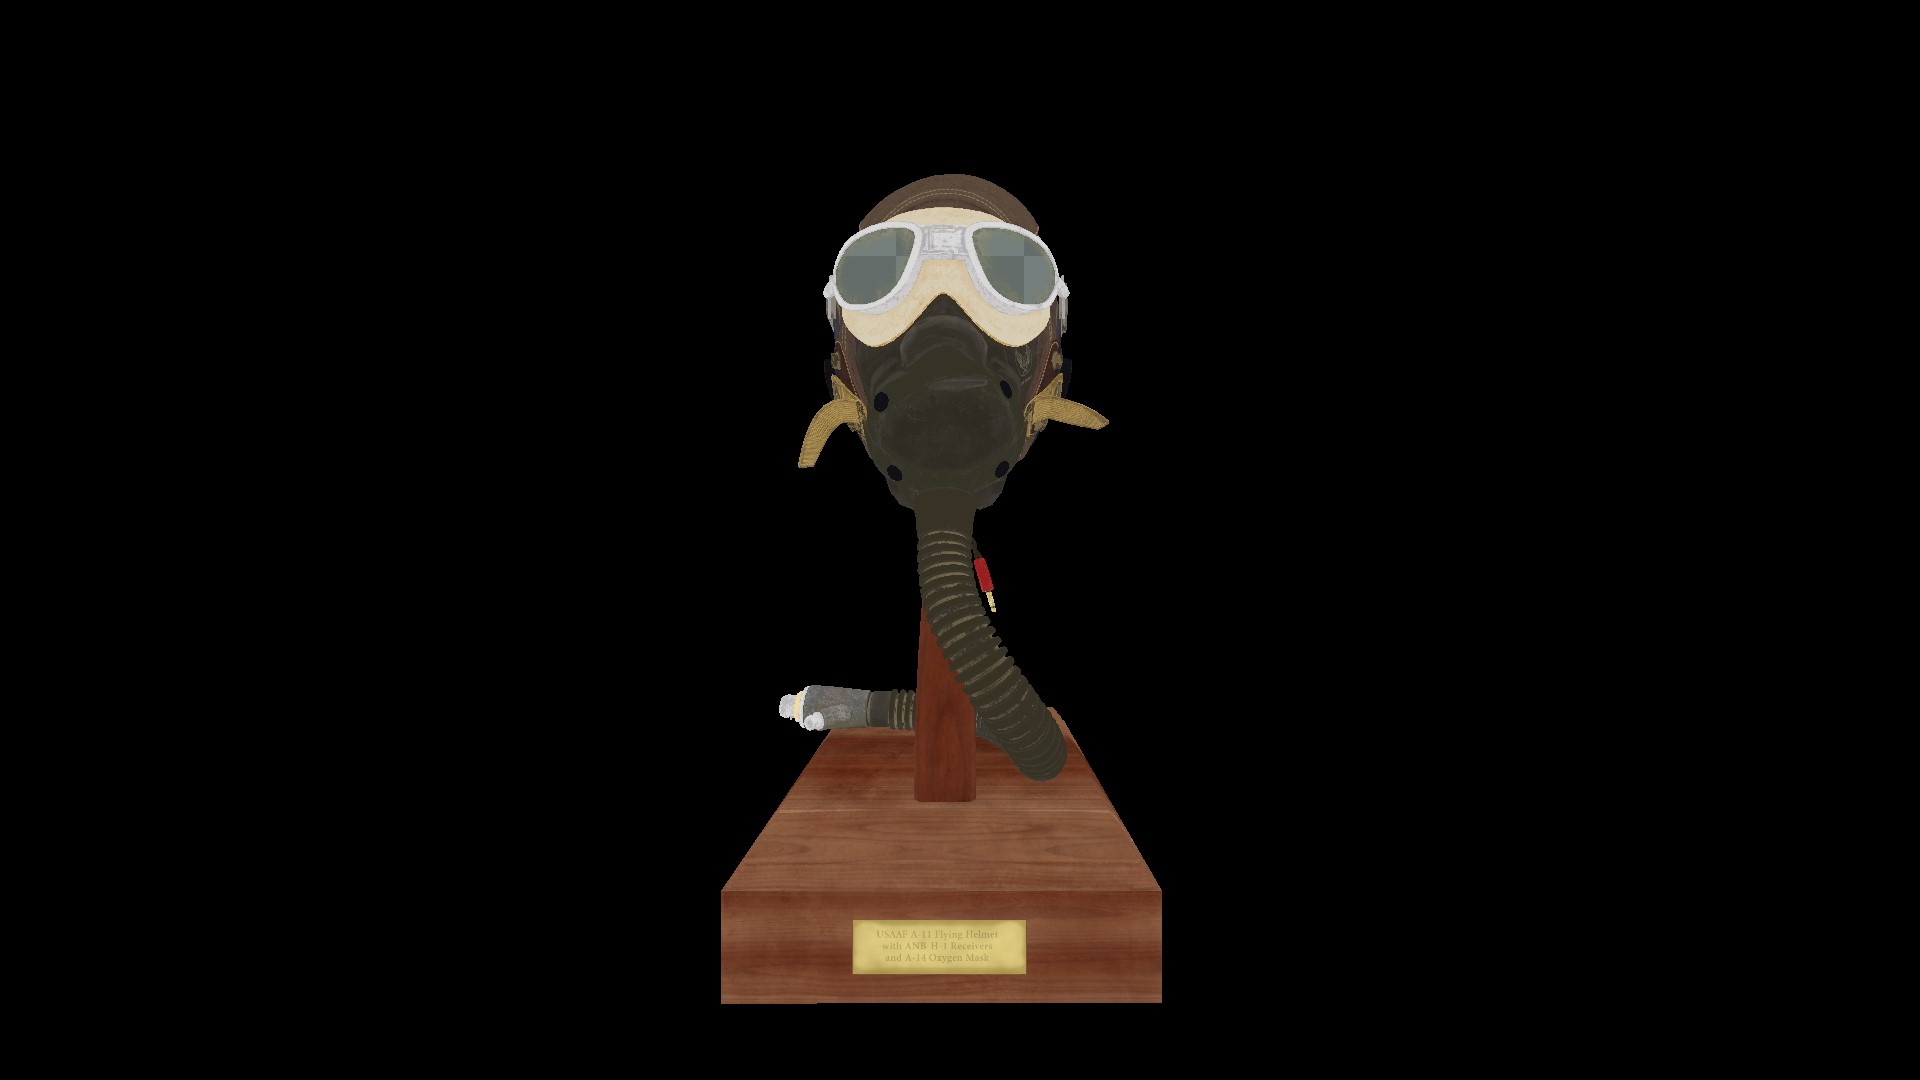 USAAF A-11 Flying Helmet
with ANB-H-1 Receivers
and A-14 Oxygen Mask